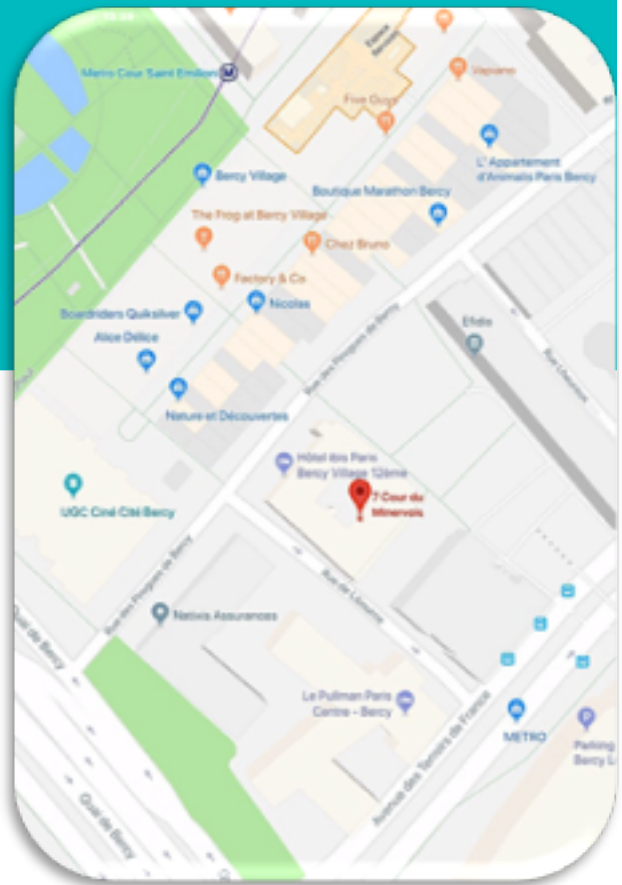 Metro Cour Saint Emilion
Vapiano
Five Guys
L' Appartement
d'Animalis Paris Bercy
Bercy Village
Boutique Marathon Bercy
The Frog at Bercy Village
Chez Bruno
Factory & Co
Nicolas
Boardriders Quiksilver
Alice Délice
Rue des Pirogues de Bercy
Efidis
Nature et Découvertes
Hôtel ibis Paris
Bercy Village 12ème
7 Cour du
Minervois
UGC Ciné Cité Bercy
Rue des Pirogues de Bercy
Rue de Libourne
Natixis Assurances
Quai de Bercy
Le Pullman Paris
Centre - Bercy
Avenue des Terroirs de France
METRO
Parking
Bercy L
Quai de Bercy